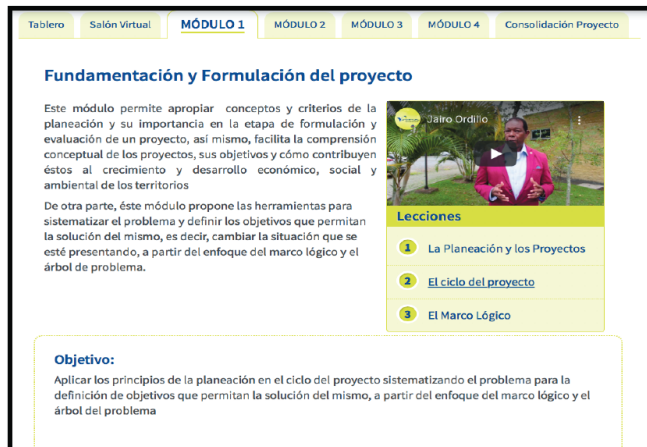 Tablero Salón Virtual MÓDULO 1 MÓDULO 2 MÓDULO 3 MÓDULO 4 Consolidación Proyecto
Fundamentación y Formulación del proyecto
Este módulo permite apropiar conceptos y criterios de la
planeación y su importancia en la etapa de formulación y
evaluación de un proyecto, así mismo, facilita la comprensión
conceptual de los proyectos, sus objetivos y cómo contribuyen
éstos al crecimiento y desarrollo económico, social y
ambiental de los territorios
De otra parte, éste módulo propone las herramientas para
sistematizar el problema y definir los objetivos que permitan
la solución del mismo, es decir, cambiar la situación que se
esté presentando, a partir del enfoque del marco lógico y el
árbol de problema.
Jairo Ordillo
Lecciones
1 La Planeación y los Proyectos
2 El ciclo del proyecto
3 El Marco Lógico
Objetivo:
Aplicar los principios de la planeación en el ciclo del proyecto sistematizando el problema para la
definición de objetivos que permitan la solución del mismo, a partir del enfoque del marco lógico y el
árbol del problema